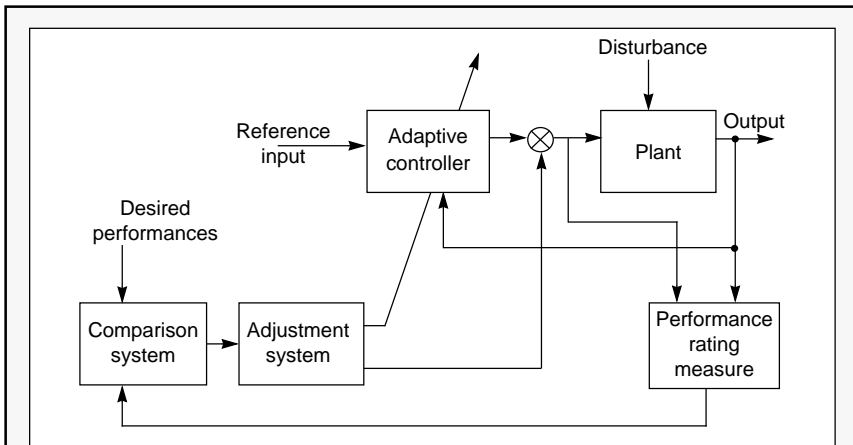 Disturbance
Reference
input
Adaptive
controller
Plant
Output
Desired
performances
Comparison
system
Adjustment
system
Performance
rating
measure